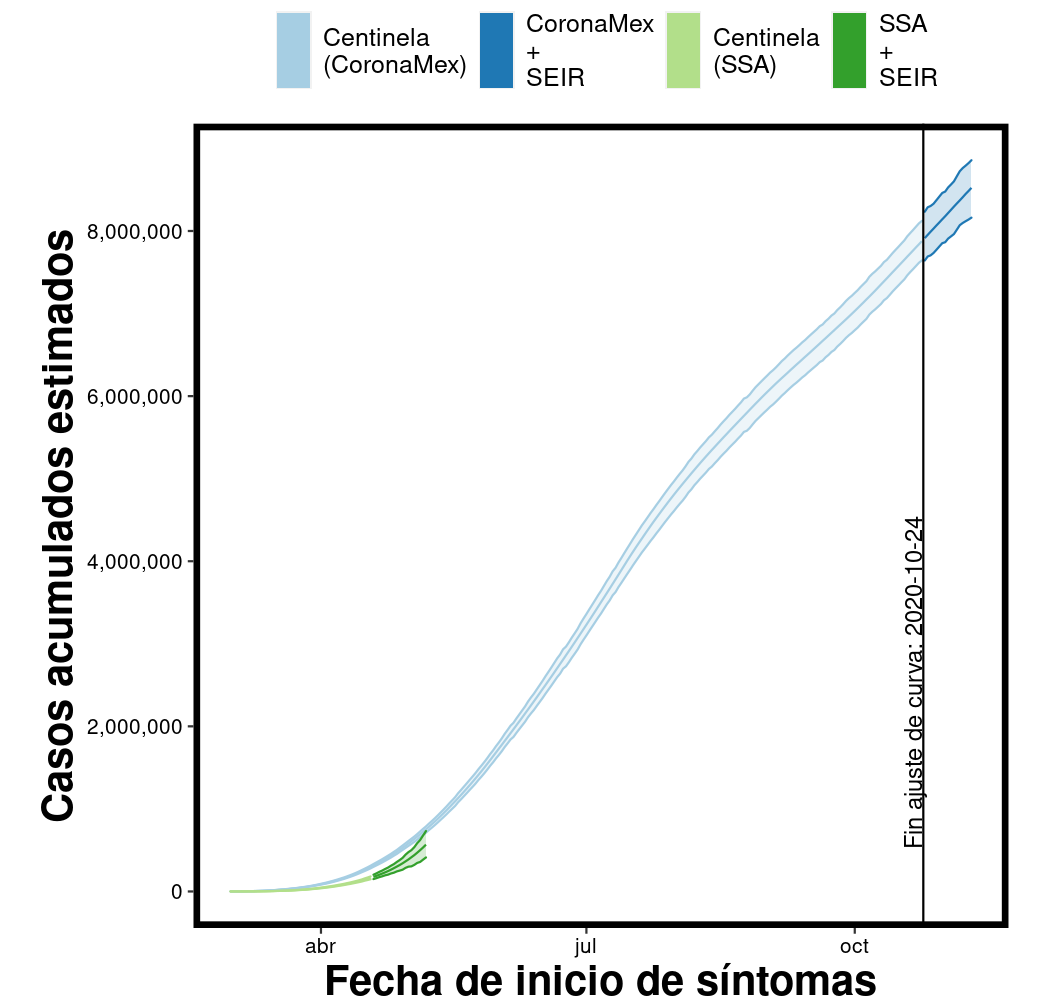 Centinela
(CoronaMex)
CoronaMex
+
SEIR
Centinela
(SSA)
SSA
+
SEIR
Casos acumulados estimados
8,000,000
6,000,000
4,000,000
2,000,000
0
Fin ajuste de curva: 2020-10-24
abr
jul
oct
Fecha de inicio de síntomas